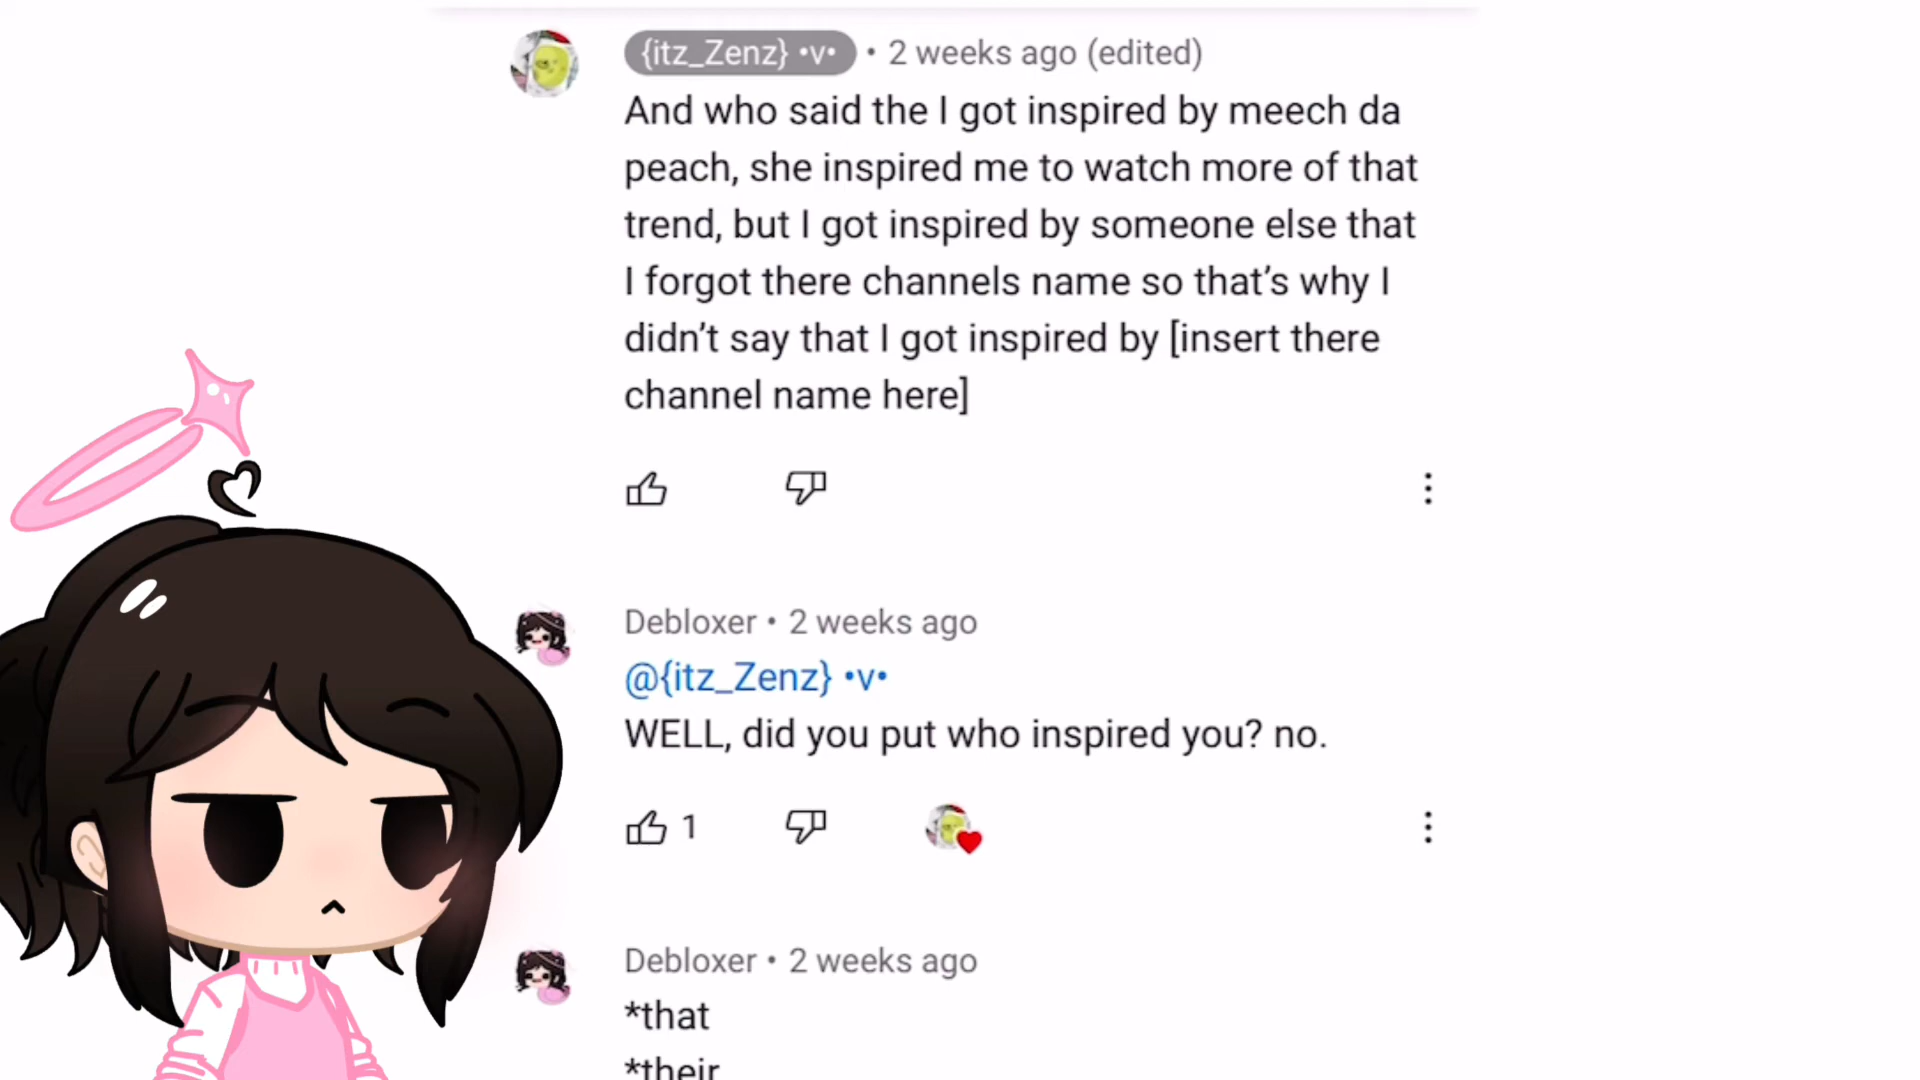 {itz_Zenz} •v• • 2 weeks ago (edited)
And who said the I got inspired by meech da
peach, she inspired me to watch more of that
trend, but I got inspired by someone else that
I forgot there channels name so that’s why I
didn’t say that I got inspired by [insert there
channel name here]
Debloxer • 2 weeks ago
@{itz_Zenz} •v•
WELL, did you put who inspired you? no.
1
Debloxer • 2 weeks ago
*that
*their